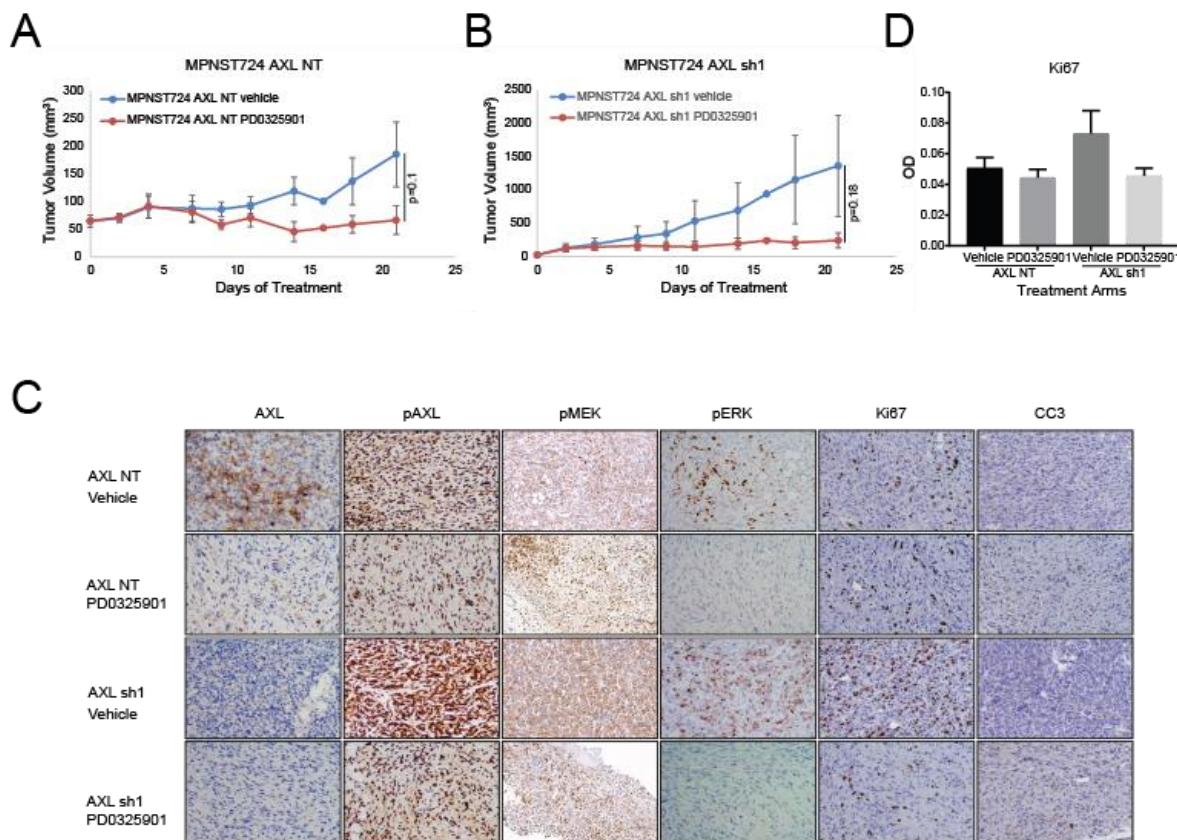 A
MPNST724 AXL NT
Tumor Volume (mm³)
300
250
200
150
100
50
0
MPNST724 AXL NT vehicle
MPNST724 AXL NT PD0325901
p=0.1
0 5 10 15 20 25
Days of Treatment
B
MPNST724 AXL sh1
Tumor Volume (mm³)
2500
2000
1500
1000
500
0
MPNST724 AXL sh1 vehicle
MPNST724 AXL sh1 PD0325901
p=0.18
0 5 10 15 20 25
Days of Treatment
D
Ki67
OD
0.10
0.08
0.06
0.04
0.02
0.00
Vehicle PD0325901 Vehicle PD0325901
AXL NT AXL sh1
Treatment Arms
C
AXL pAXL pMEK pERK Ki67 CC3
AXL NT
Vehicle
AXL NT
PD0325901
AXL sh1
Vehicle
AXL sh1
PD0325901